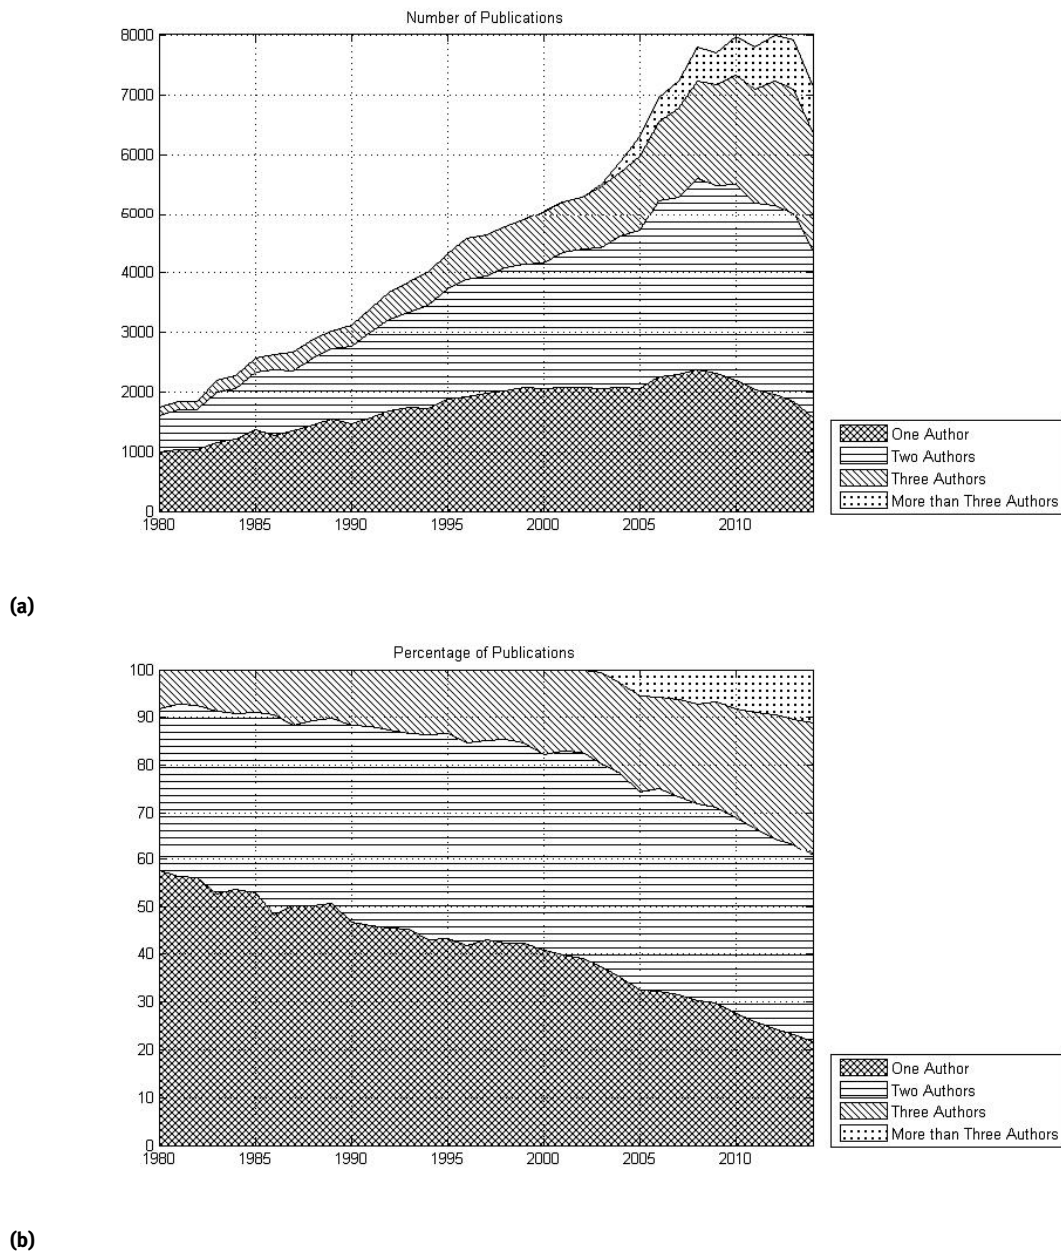 Number of Publications
8000
7000
6000
5000
4000
3000
2000
1000
0
1980 1985 1990 1995 2000 2005 2010
One Author
Two Authors
Three Authors
More than Three Authors
(a)
Percentage of Publications
100
90
80
70
60
50
40
30
20
10
0
1980 1985 1990 1995 2000 2005 2010
One Author
Two Authors
Three Authors
More than Three Authors
(b)